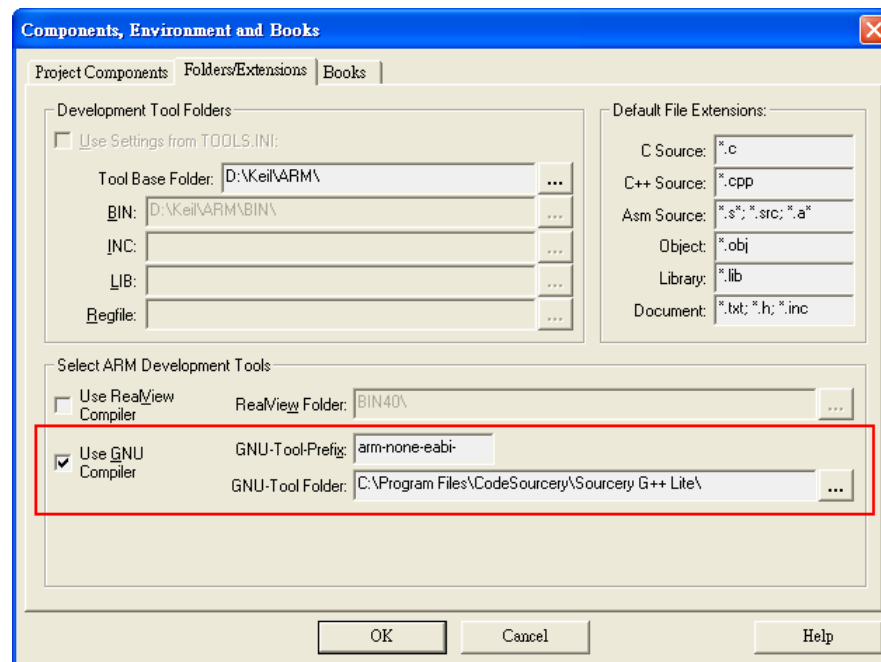 Components, Environment and Books
Project Components Folders/Extensions Books
Development Tool Folders
Use Settings from TOOLS.INI:
Tool Base Folder: D:\Keil\ARM\ ...
BIN: D:\Keil\ARM\BIN\ ...
INC: ...
LIB: ...
Regfile: ...
Default File Extensions:
C Source: *.c
C++ Source: *.cpp
Asm Source: *.s*; *.src; *.a*
Object: *.obj
Library: *.lib
Document: *.txt; *.h; *.inc
Select ARM Development Tools
Use RealView
Compiler
RealView Folder: BIN40\ ...
Use GNU
Compiler
GNU-Tool-Prefix: arm-none-eabi-
GNU-Tool Folder: C:\Program Files\CodeSourcery\Sourcery G++ Lite\ ...
OK Cancel Help